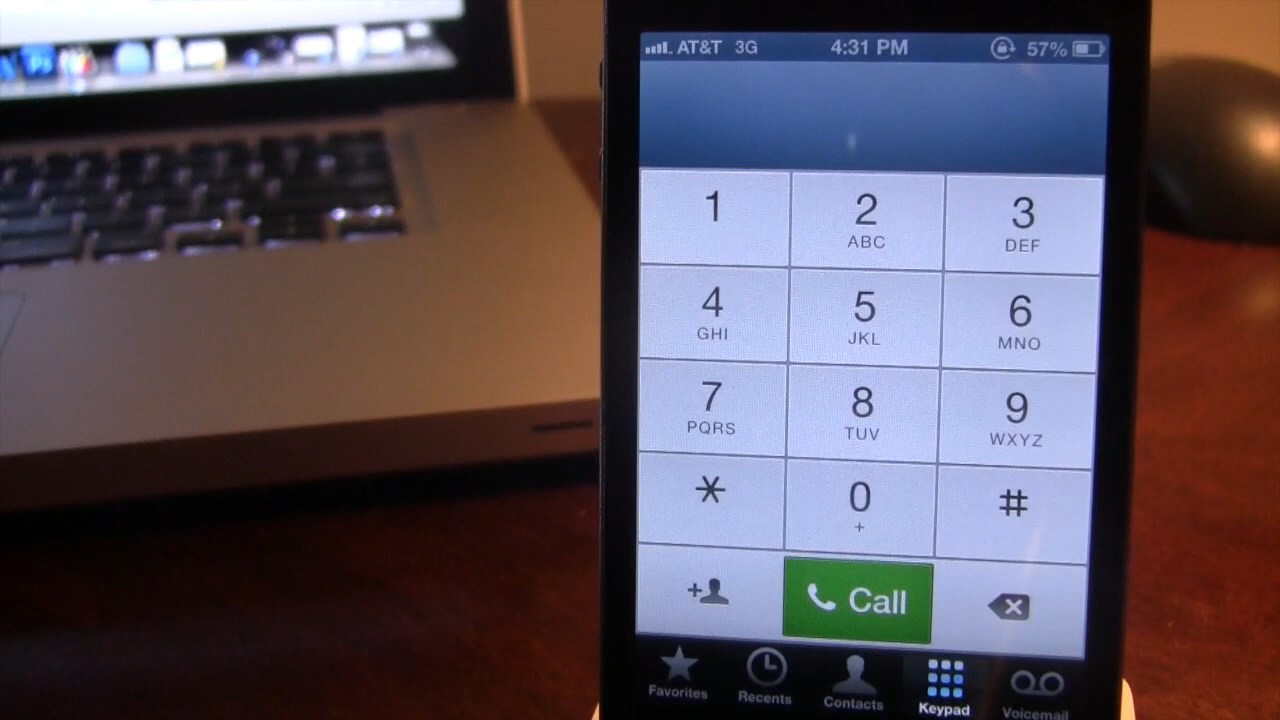 AT&T 3G 4:31 PM 57%
1 2 3
ABC DEF
4 5 6
GHI JKL MNO
7 8 9
PQRS TUV WXYZ
* 0 #
+
+ Call
Favorites Recents Contacts Keypad Voicemail